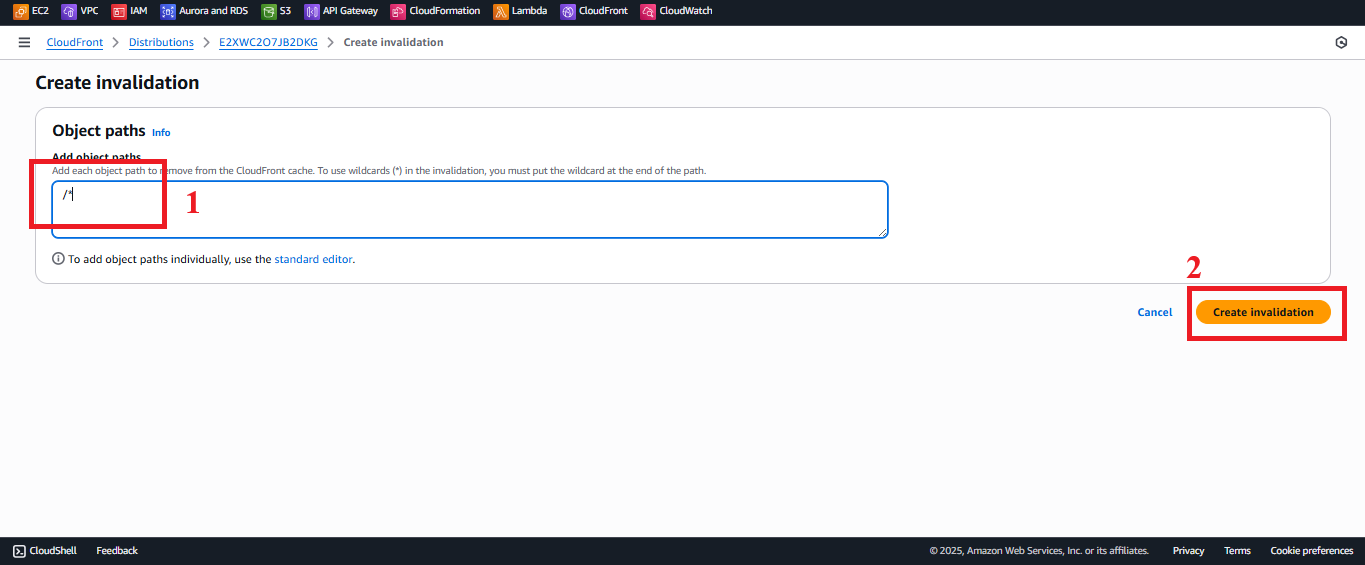 EC2 VPC IAM Aurora and RDS S3 API Gateway CloudFormation Lambda CloudFront CloudWatch
CloudFront > Distributions > E2XWC2O7JB2DKG > Create invalidation
Create invalidation
Object paths Info
Add object paths
Add each object path to remove from the CloudFront cache. To use wildcards (*) in the invalidation, you must put the wildcard at the end of the path.
/*
1
To add object paths individually, use the standard editor.
2
Cancel Create invalidation
CloudShell Feedback © 2025, Amazon Web Services, Inc. or its affiliates. Privacy Terms Cookie preferences